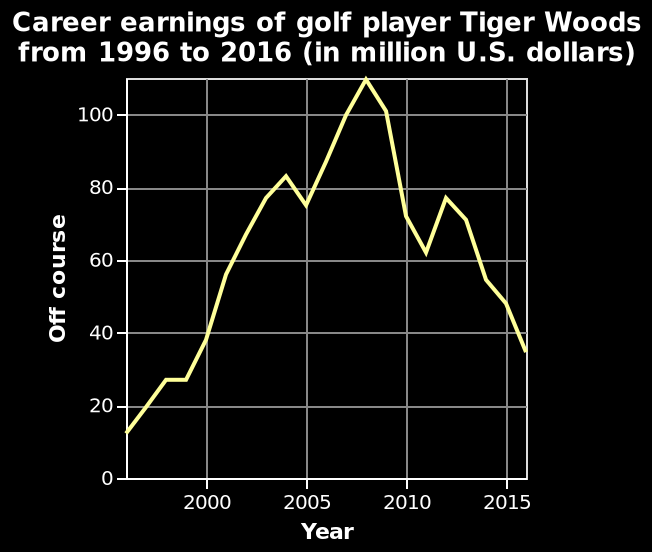 Career earnings of golf player Tiger Woods
from 1996 to 2016 (in million U.S. dollars)
100
80
60
40
20
0
Off course
2000 2005 2010 2015
Year